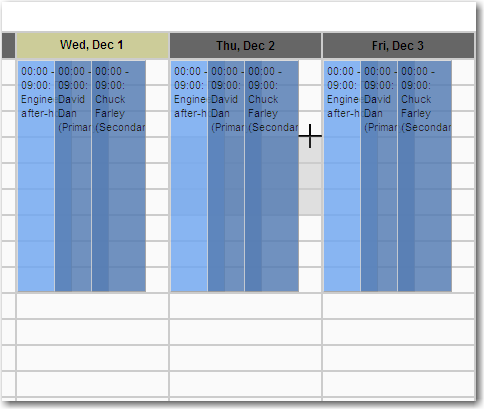 Wed, Dec 1
Thu, Dec 2
Fri, Dec 3
00:00 -
09:00:
Engine
after-h
00:00 -
09:00:
David
Dan
(Primar
00:00 -
09:00:
Chuck
Farley
(Secondar
00:00 -
09:00:
Engine
after-h
00:00 -
09:00:
David
Dan
(Primar
00:00 -
09:00:
Chuck
Farley
(Secondar
00:00 -
09:00:
Engine
after-h
00:00 -
09:00:
David
Dan
(Primar
00:00 -
09:00:
Chuck
Farley
(Secondar